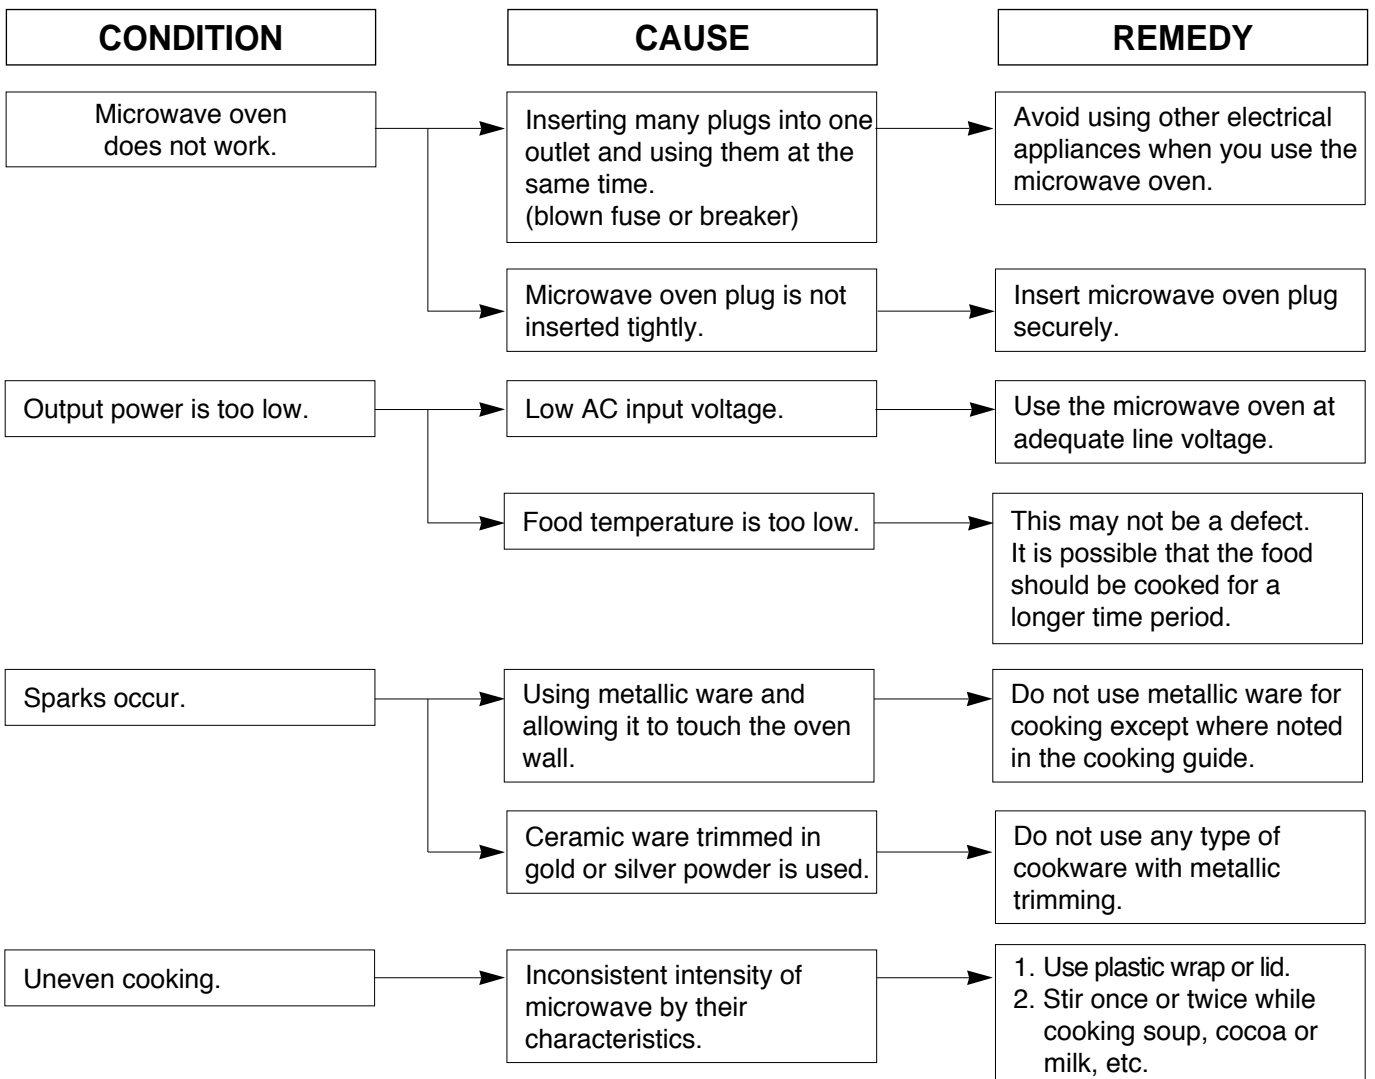 CONDITION
CAUSE
REMEDY
Microwave oven
does not work.
Inserting many plugs into one
outlet and using them at the
same time.
(blown fuse or breaker)
Avoid using other electrical
appliances when you use the
microwave oven.
Microwave oven plug is not
inserted tightly.
Insert microwave oven plug
securely.
Output power is too low.
Low AC input voltage.
Use the microwave oven at
adequate line voltage.
Food temperature is too low.
This may not be a defect.
It is possible that the food
should be cooked for a
longer time period.
Sparks occur.
Using metallic ware and
allowing it to touch the oven
wall.
Do not use metallic ware for
cooking except where noted
in the cooking guide.
Ceramic ware trimmed in
gold or silver powder is used.
Do not use any type of
cookware with metallic
trimming.
Uneven cooking.
Inconsistent intensity of
microwave by their
characteristics.
1. Use plastic wrap or lid.
2. Stir once or twice while
cooking soup, cocoa or
milk, etc.